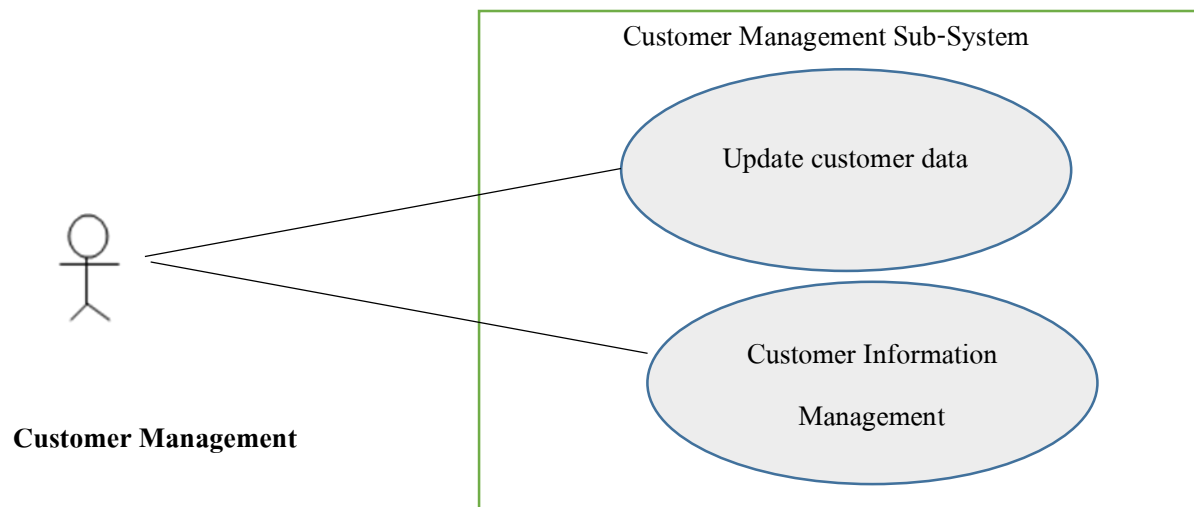 Customer Management Sub-System
Update customer data
Customer Information
Management
Customer Management